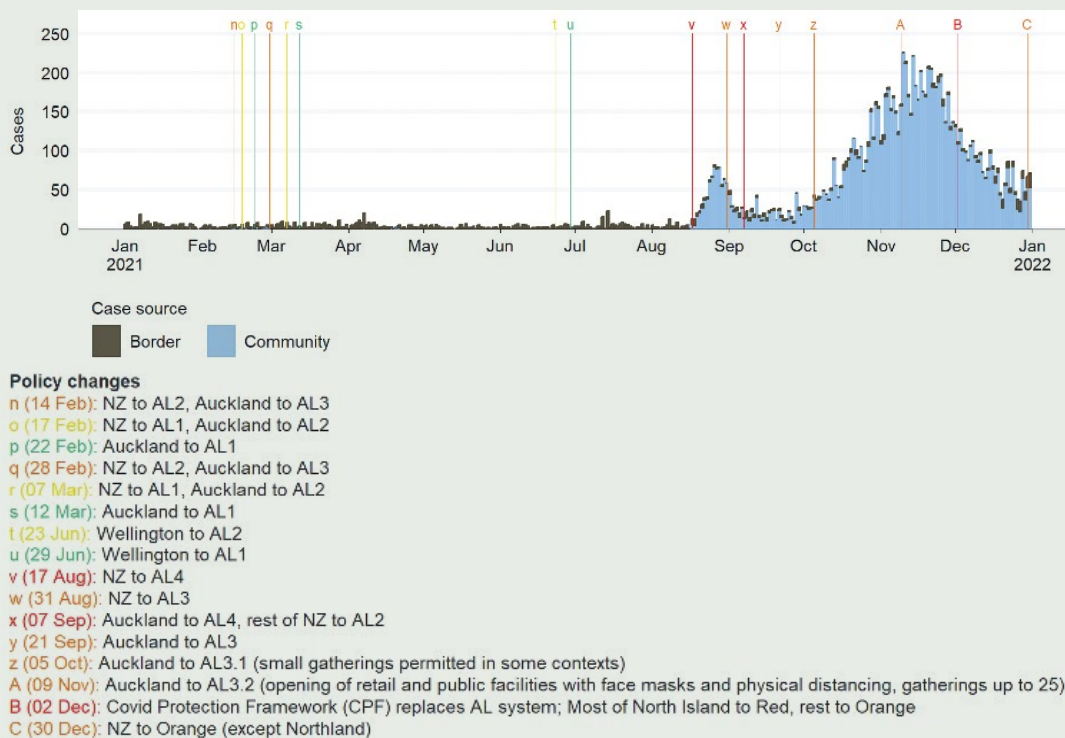 n o p q r s t u v w x y z A B C
250
200
150
100
50
0
Cases
Jan Feb Mar Apr May Jun Jul Aug Sep Oct Nov Dec Jan
2021 2022
Case source
Border Community
Policy changes
n (14 Feb): NZ to AL2, Auckland to AL3
o (17 Feb): NZ to AL1, Auckland to AL2
p (22 Feb): Auckland to AL1
q (28 Feb): NZ to AL2, Auckland to AL3
r (07 Mar): NZ to AL1, Auckland to AL2
s (12 Mar): Auckland to AL1
t (23 Jun): Wellington to AL2
u (29 Jun): Wellington to AL1
v (17 Aug): NZ to AL4
w (31 Aug): NZ to AL3
x (07 Sep): Auckland to AL4, rest of NZ to AL2
y (21 Sep): Auckland to AL3
z (05 Oct): Auckland to AL3.1 (small gatherings permitted in some contexts)
A (09 Nov): Auckland to AL3.2 (opening of retail and public facilities with face masks and physical distancing, gatherings up to 25)
B (02 Dec): Covid Protection Framework (CPF) replaces AL system; Most of North Island to Red, rest to Orange
C (30 Dec): NZ to Orange (except Northland)